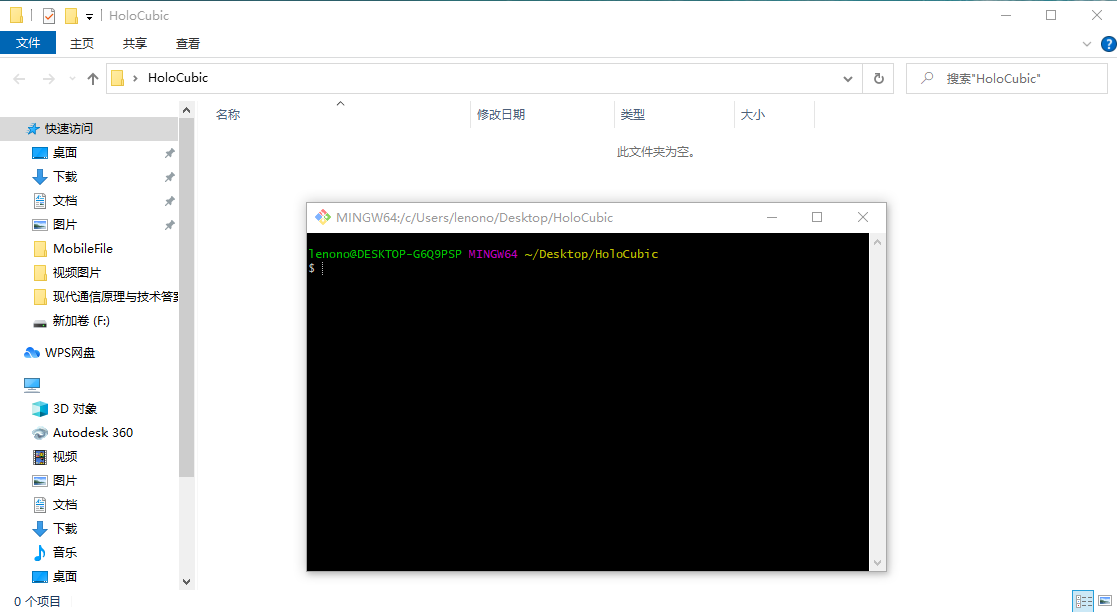 HoloCubic
文件 主页 共享 查看
HoloCubic 搜索"HoloCubic"
名称 修改日期 类型 大小
此文件夹为空。
快速访问
桌面
下载
文档
图片
MobileFile
视频图片
现代通信原理与技术答案
新加卷 (F:)
WPS网盘
3D 对象
Autodesk 360
视频
图片
文档
下载
音乐
桌面
0 个项目
MINGW64:/c/Users/lenono/Desktop/HoloCubic
lenono@DESKTOP-G6Q9PSP MINGW64 ~/Desktop/HoloCubic
$